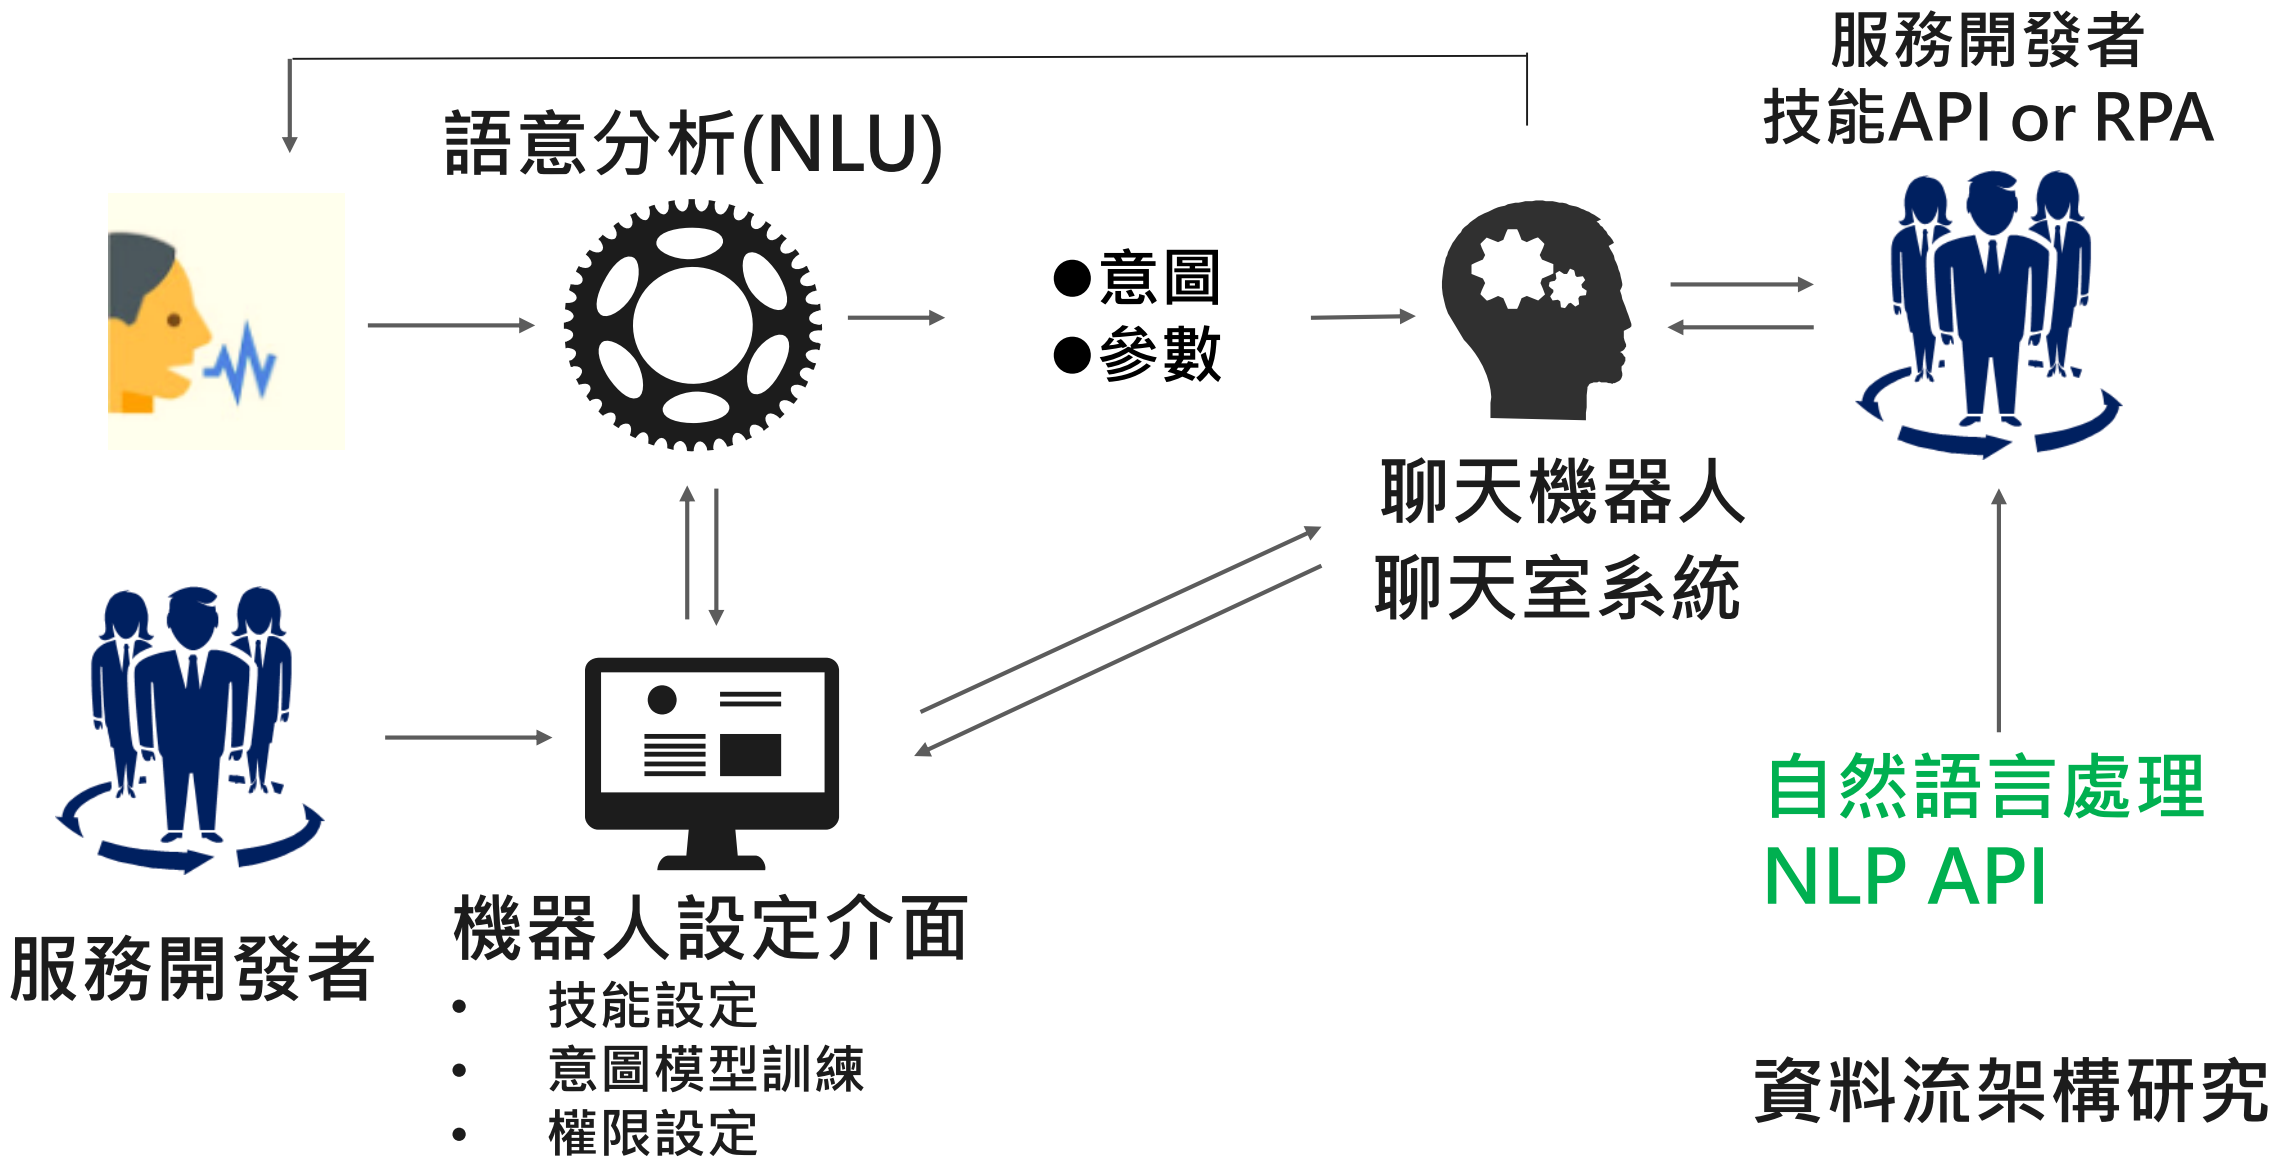 服務開發者
技能API or RPA
語意分析(NLU)
●意圖
●參數
聊天機器人
聊天室系統
自然語言處理
NLP API
服務開發者
機器人設定介面
• 技能設定
• 意圖模型訓練
• 權限設定
資料流架構研究